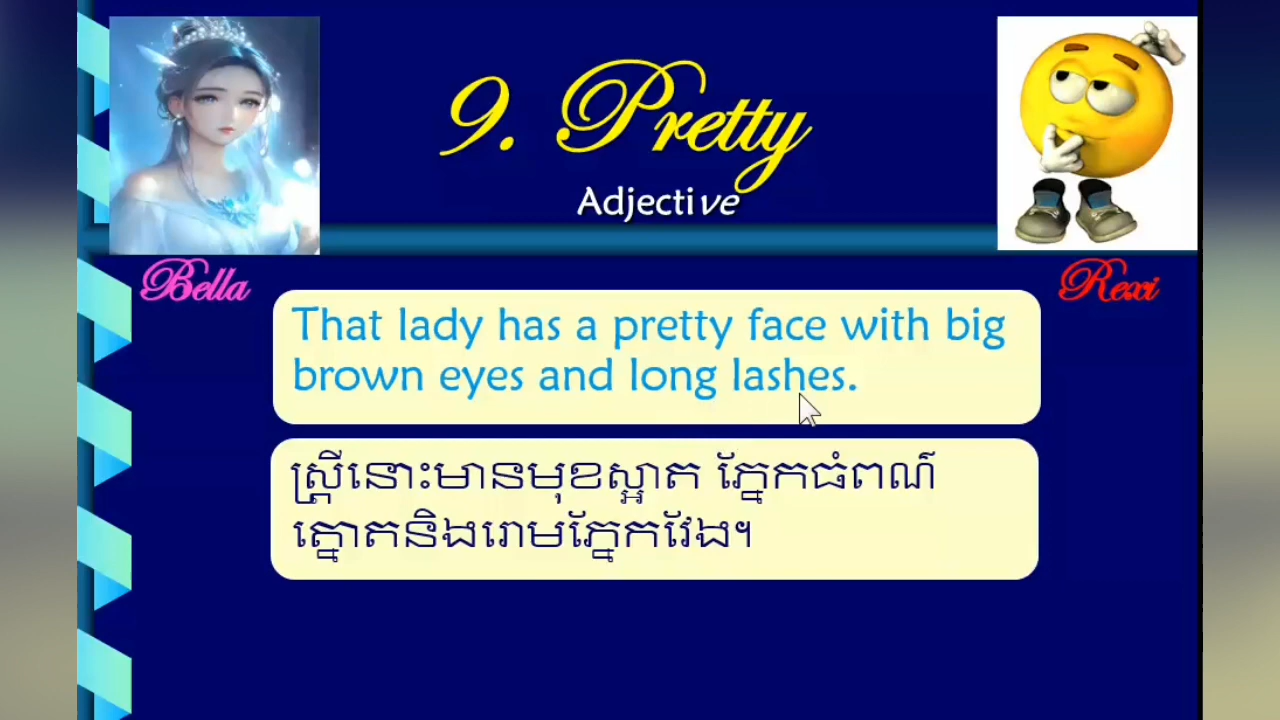 9. Pretty
Adjective
Bella
Rexi
That lady has a pretty face with big
brown eyes and long lashes.
ស្ត្រីនោះមានមុខស្អាត ភ្នែកធំពណ៌
ត្នោតនិងរោមភ្នែកវែង។